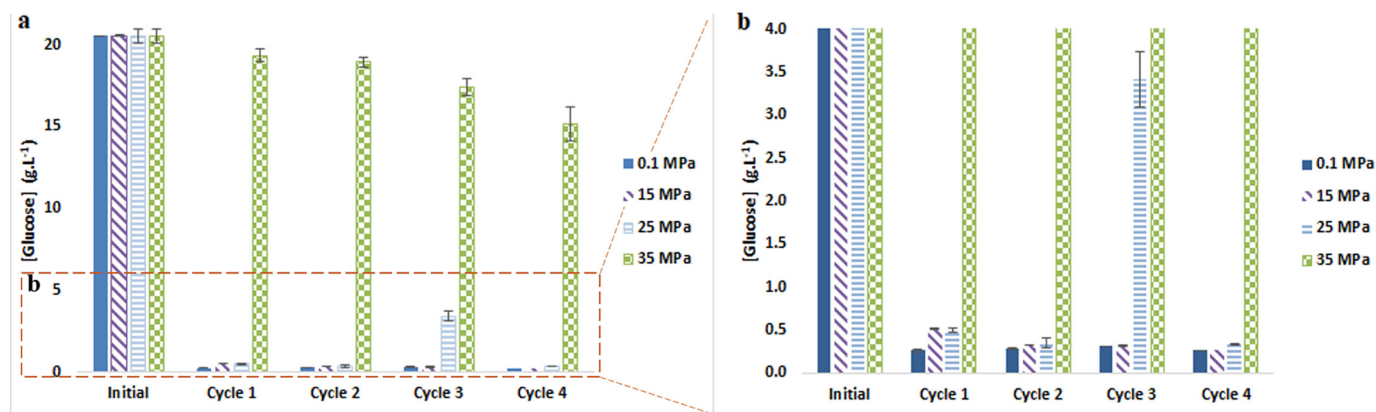 a
20
15
10
5
0
[Glucose] (g.L⁻¹)
b
Initial Cycle 1 Cycle 2 Cycle 3 Cycle 4
0.1 MPa
15 MPa
25 MPa
35 MPa
b
4.0
3.5
3.0
2.5
2.0
1.5
1.0
0.5
0.0
[Glucose] (g.L⁻¹)
Initial Cycle 1 Cycle 2 Cycle 3 Cycle 4
0.1 MPa
15 MPa
25 MPa
35 MPa